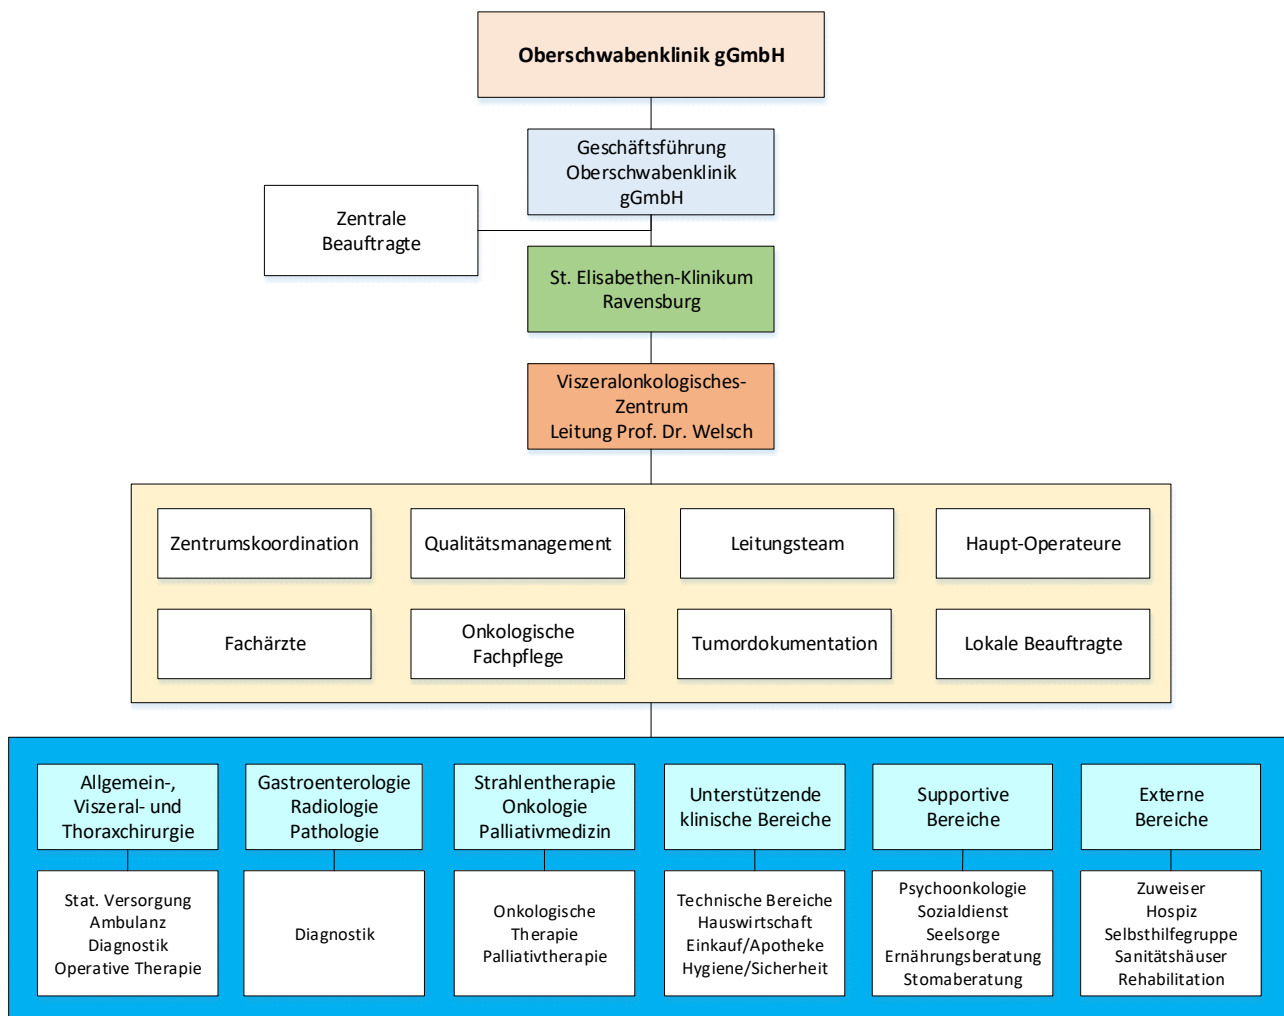 Oberschwabenklinik gGmbH
Geschäftsführung
Oberschwabenklinik
gGmbH
Zentrale
Beauftragte
St. Elisabethen-Klinikum
Ravensburg
Viszeralonkologisches-
Zentrum
Leitung Prof. Dr. Welsch
Zentrumskoordination
Qualitätsmanagement
Leitungsteam
Haupt-Operateure
Fachärzte
Onkologische
Fachpflege
Tumordokumentation
Lokale Beauftragte
Allgemein-,
Viszeral- und
Thoraxchirurgie
Gastroenterologie
Radiologie
Pathologie
Strahlentherapie
Onkologie
Palliativmedizin
Unterstützende
klinische Bereiche
Supportive
Bereiche
Externe
Bereiche
Stat. Versorgung
Ambulanz
Diagnostik
Operative Therapie
Diagnostik
Onkologische
Therapie
Palliativtherapie
Technische Bereiche
Hauswirtschaft
Einkauf/Apotheke
Hygiene/Sicherheit
Psychoonkologie
Sozialdienst
Seelsorge
Ernährungsberatung
Stomaberatung
Zuweiser
Hospiz
Selbsthilfegruppe
Sanitätshäuser
Rehabilitation